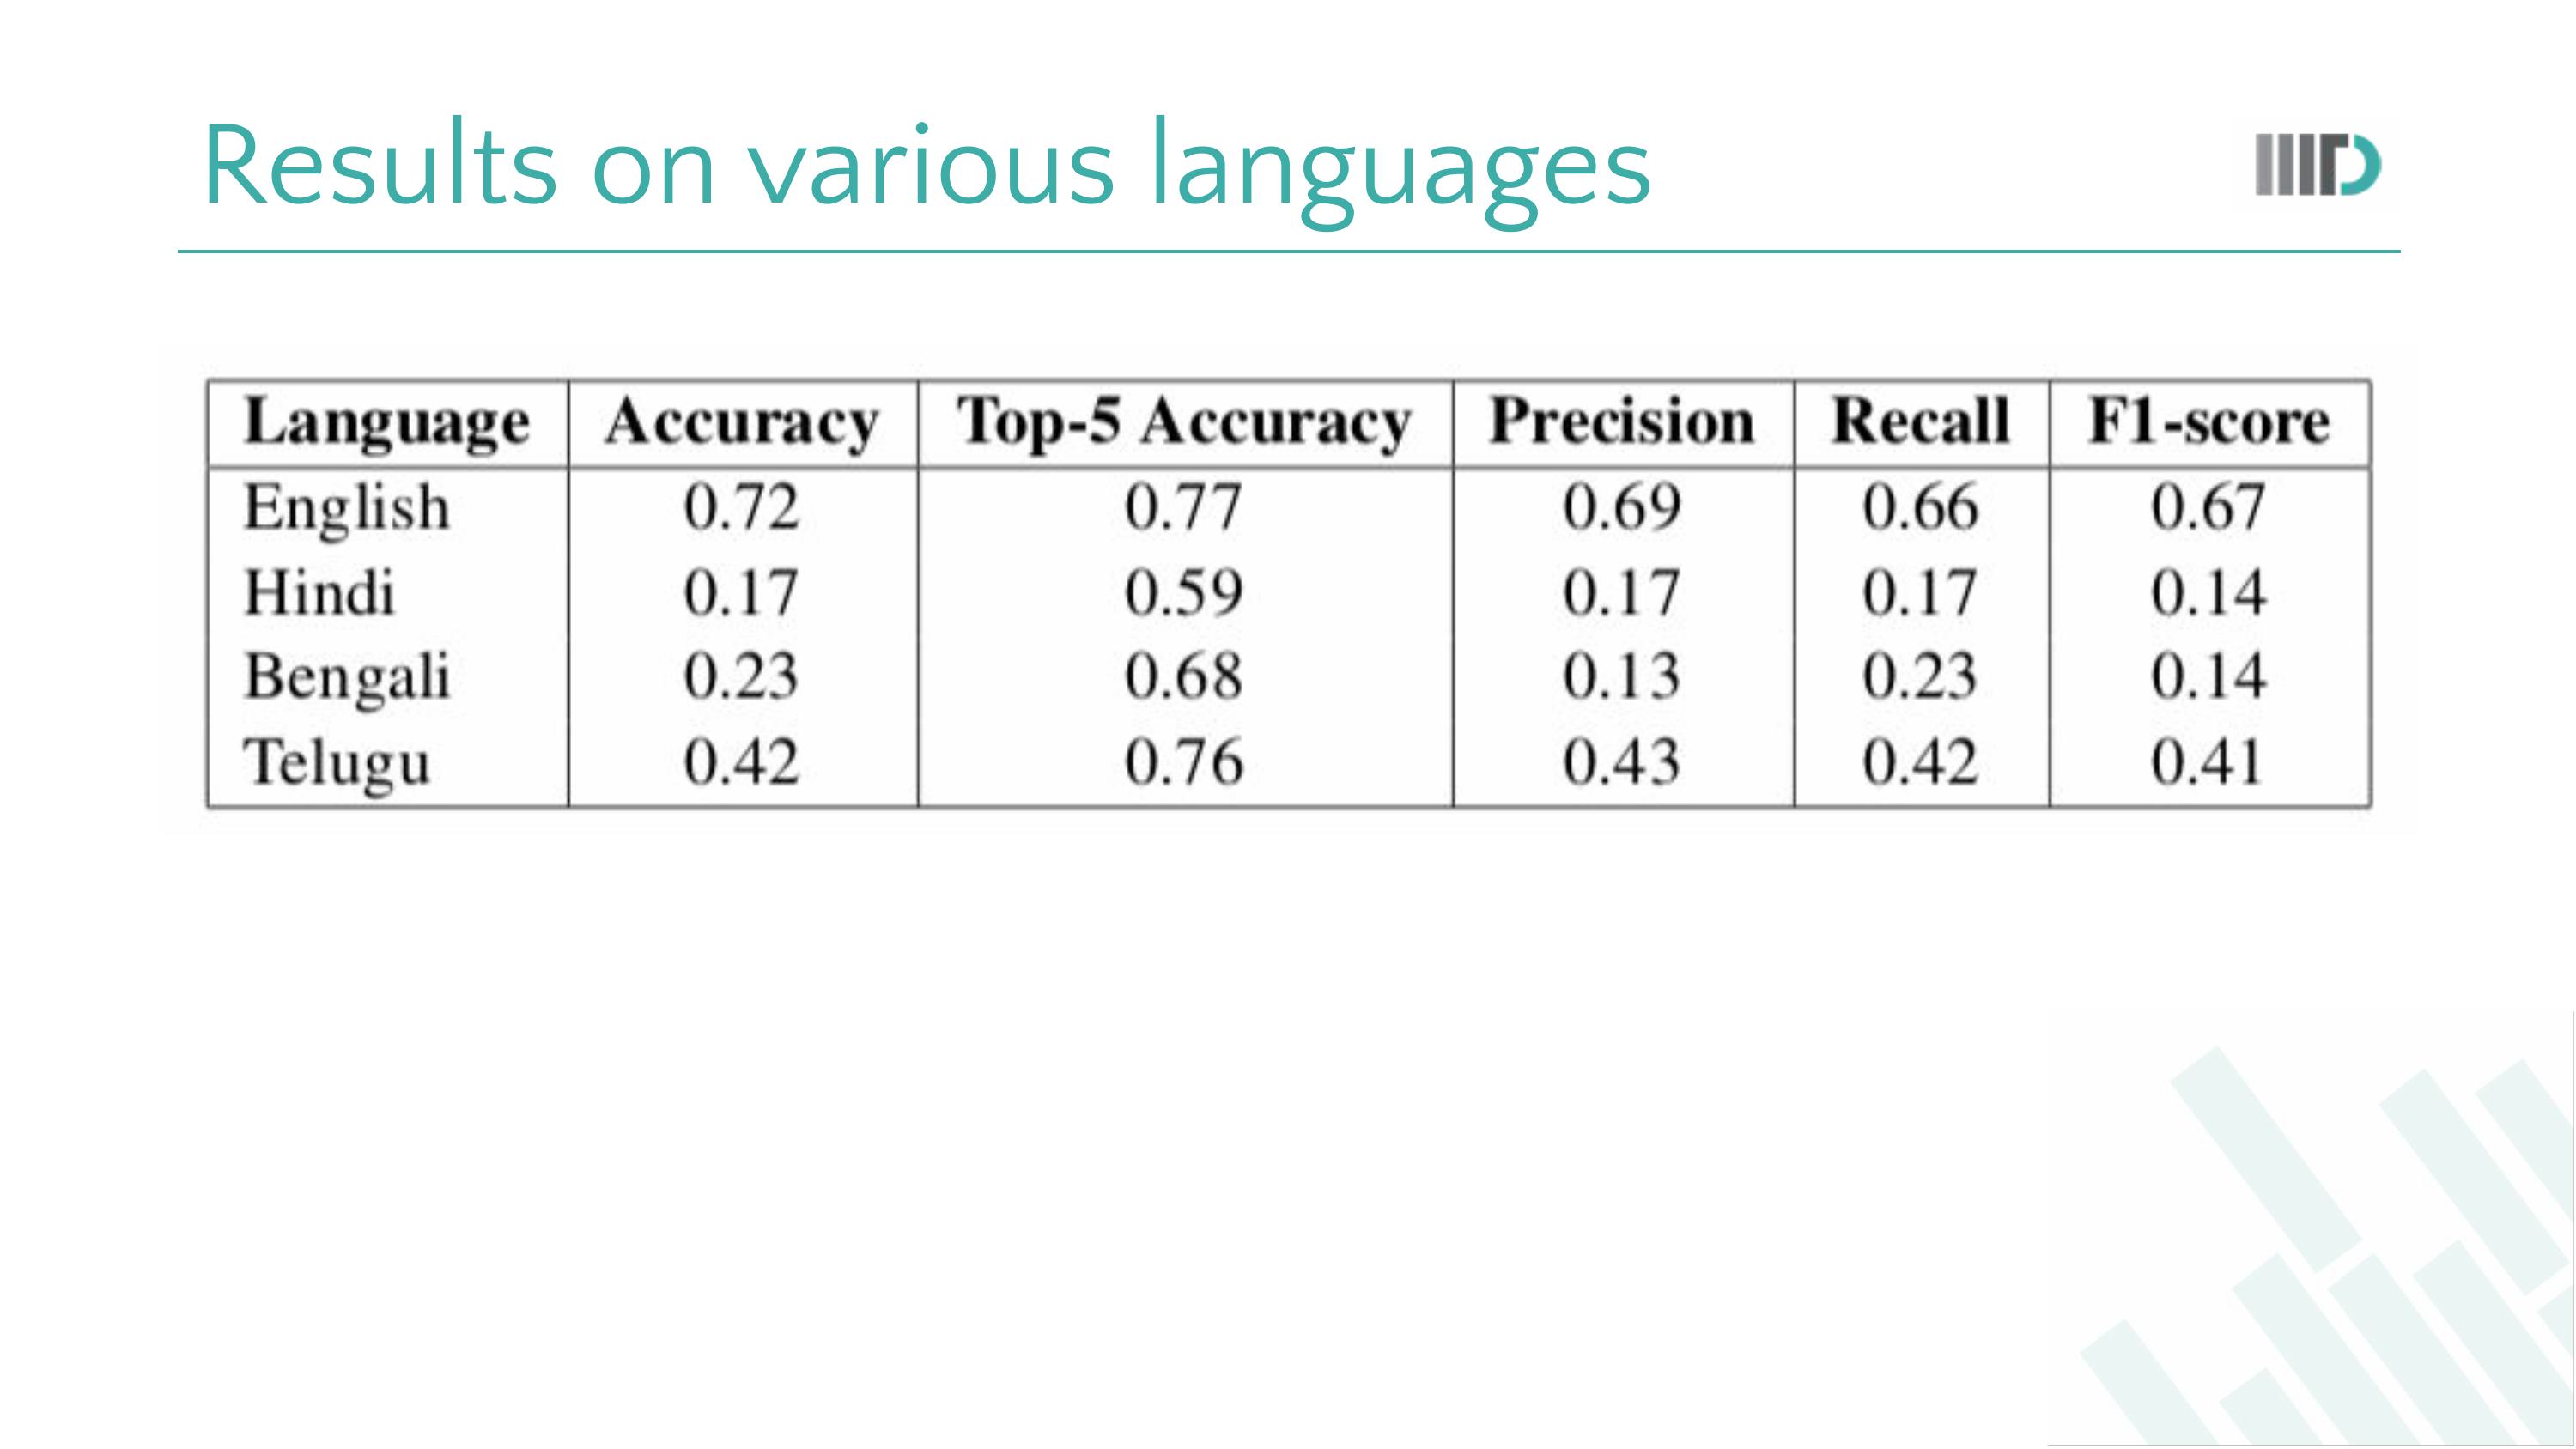 Results on various languages
IIITD
Language Accuracy Top-5 Accuracy Precision Recall F1-score
English 0.72 0.77 0.69 0.66 0.67
Hindi 0.17 0.59 0.17 0.17 0.14
Bengali 0.23 0.68 0.13 0.23 0.14
Telugu 0.42 0.76 0.43 0.42 0.41